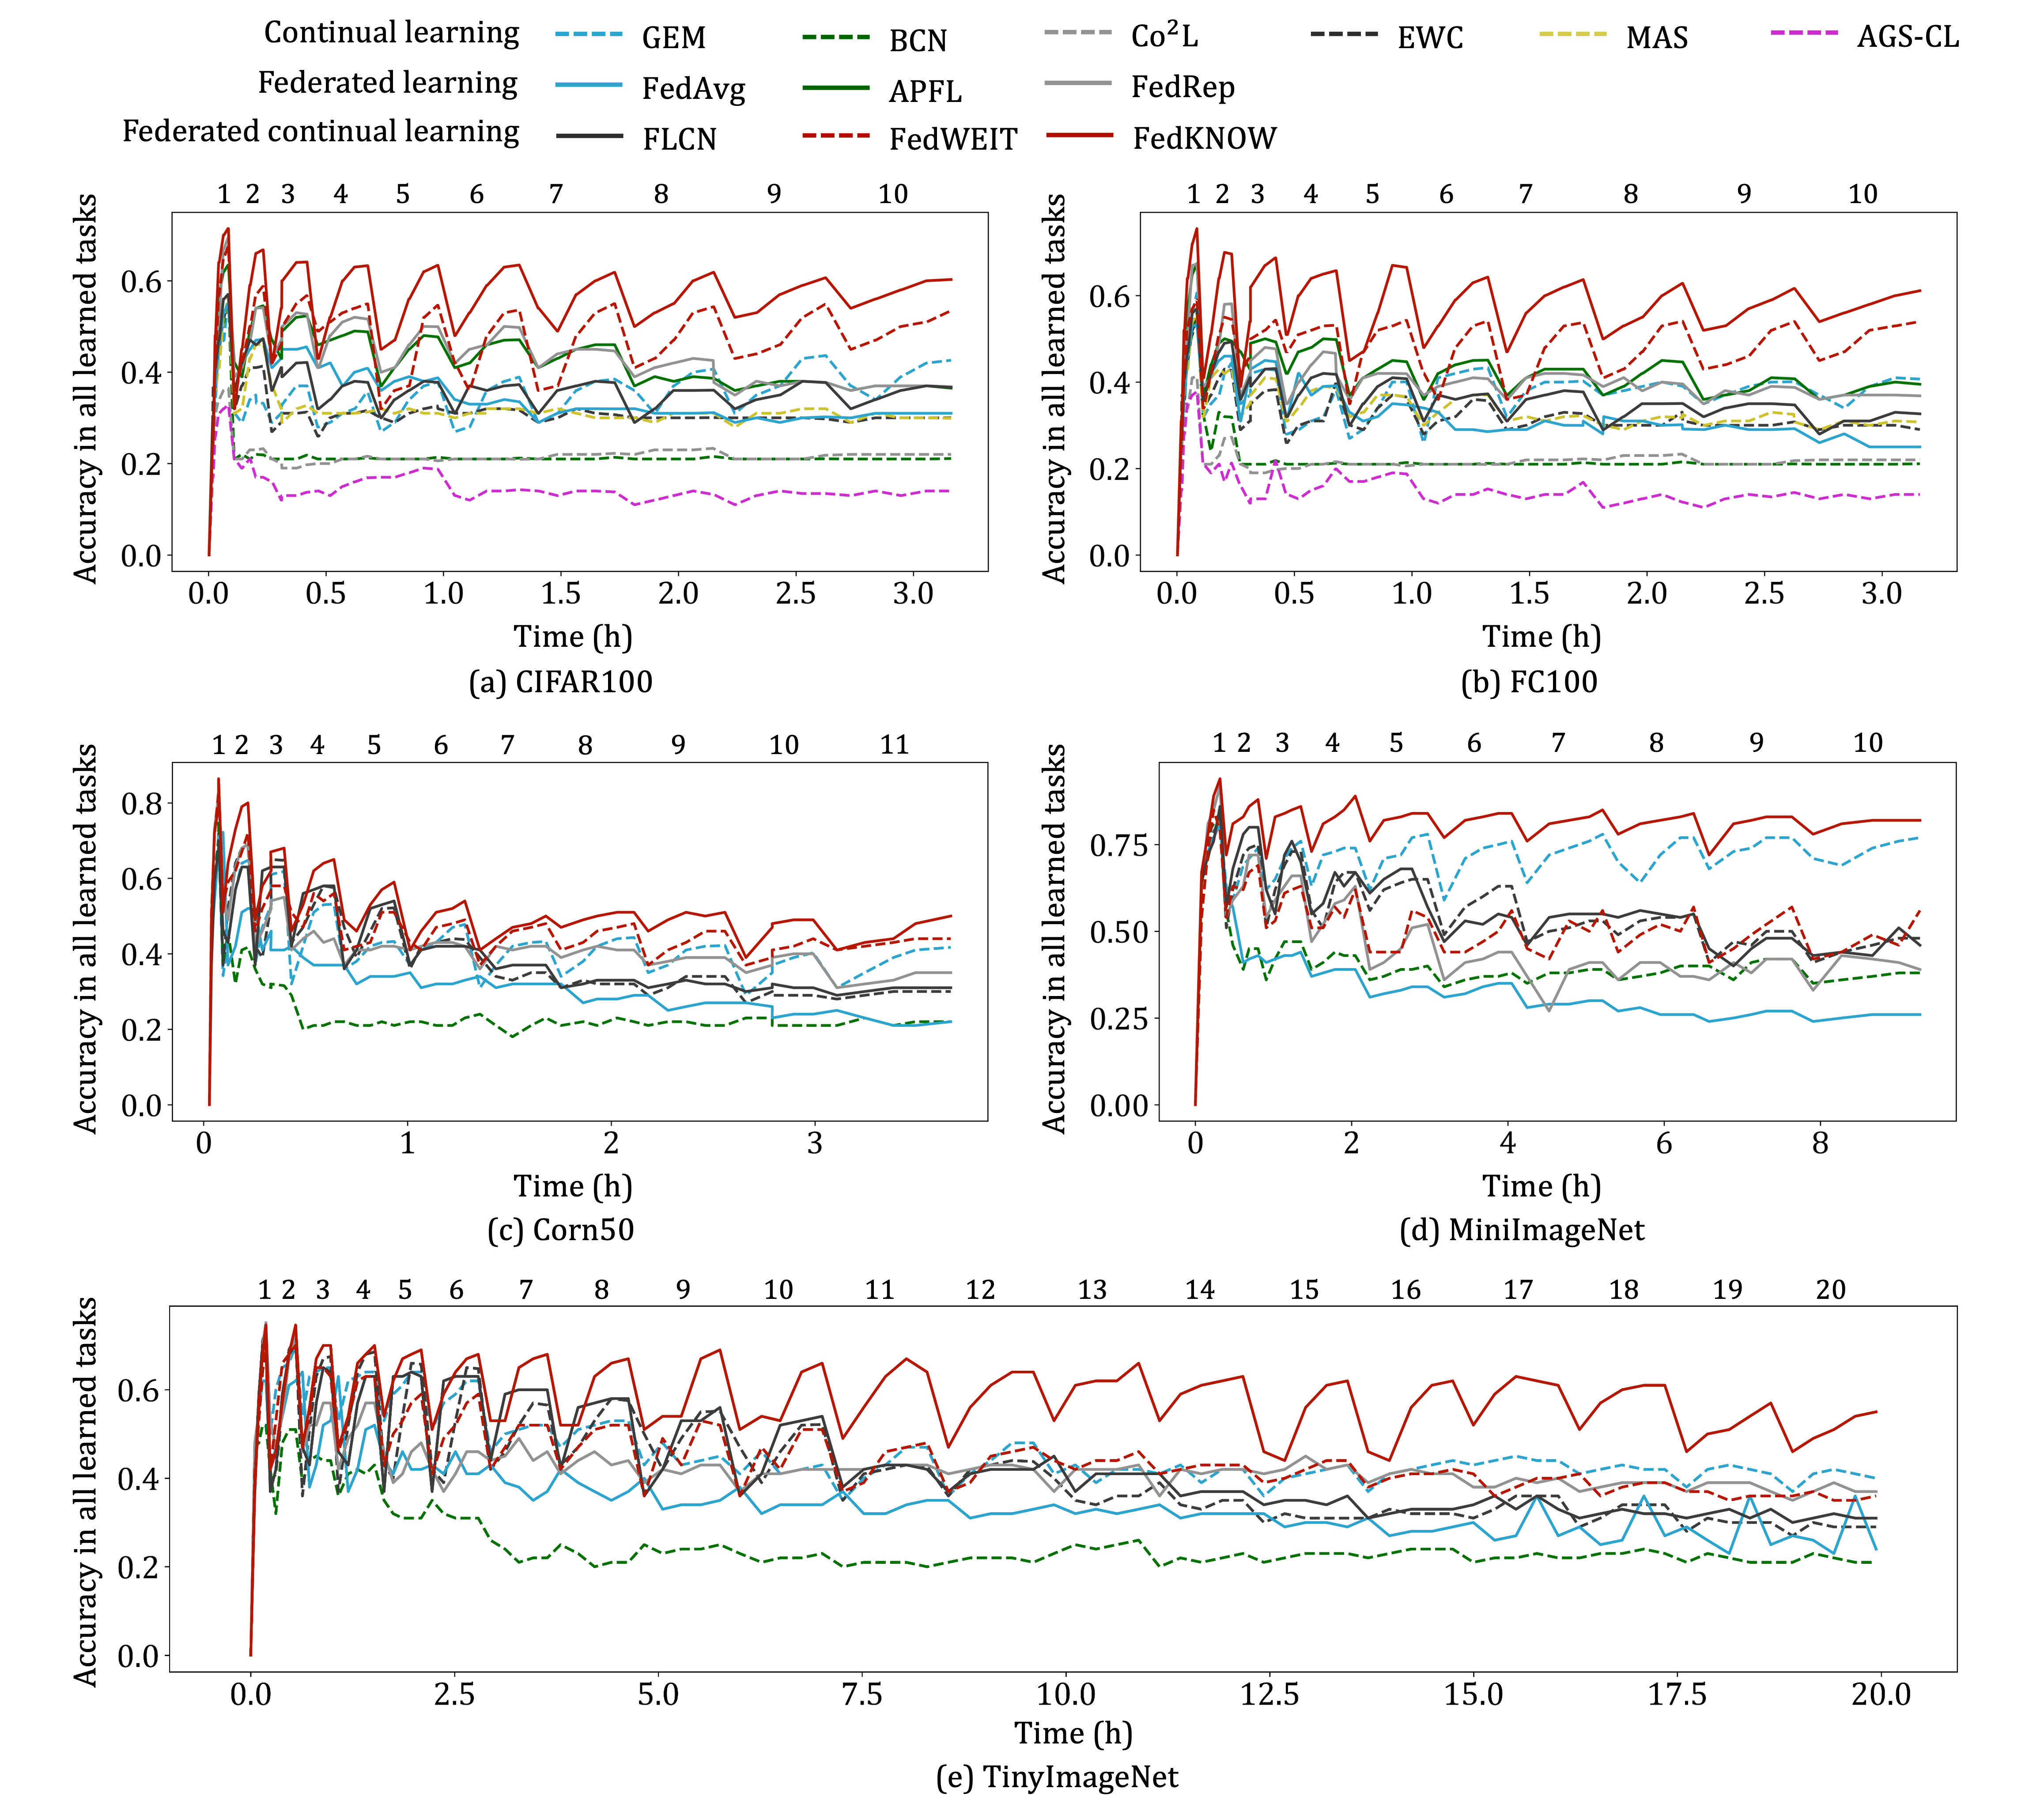 Continual learning GEM BCN Co²L EWC MAS AGS-CL
Federated learning FedAvg APFL FedRep
Federated continual learning FLCN FedWEIT FedKNOW
1 2 3 4 5 6 7 8 9 10
Accuracy in all learned tasks
0.6
0.4
0.2
0.0
0.0 0.5 1.0 1.5 2.0 2.5 3.0
Time (h)
(a) CIFAR100
1 2 3 4 5 6 7 8 9 10
Accuracy in all learned tasks
0.6
0.4
0.2
0.0
0.0 0.5 1.0 1.5 2.0 2.5 3.0
Time (h)
(b) FC100
1 2 3 4 5 6 7 8 9 10 11
Accuracy in all learned tasks
0.8
0.6
0.4
0.2
0.0
0 1 2 3
Time (h)
(c) Corn50
1 2 3 4 5 6 7 8 9 10
Accuracy in all learned tasks
0.75
0.50
0.25
0.00
0 2 4 6 8
Time (h)
(d) MiniImageNet
1 2 3 4 5 6 7 8 9 10 11 12 13 14 15 16 17 18 19 20
Accuracy in all learned tasks
0.6
0.4
0.2
0.0
0.0 2.5 5.0 7.5 10.0 12.5 15.0 17.5 20.0
Time (h)
(e) TinyImageNet